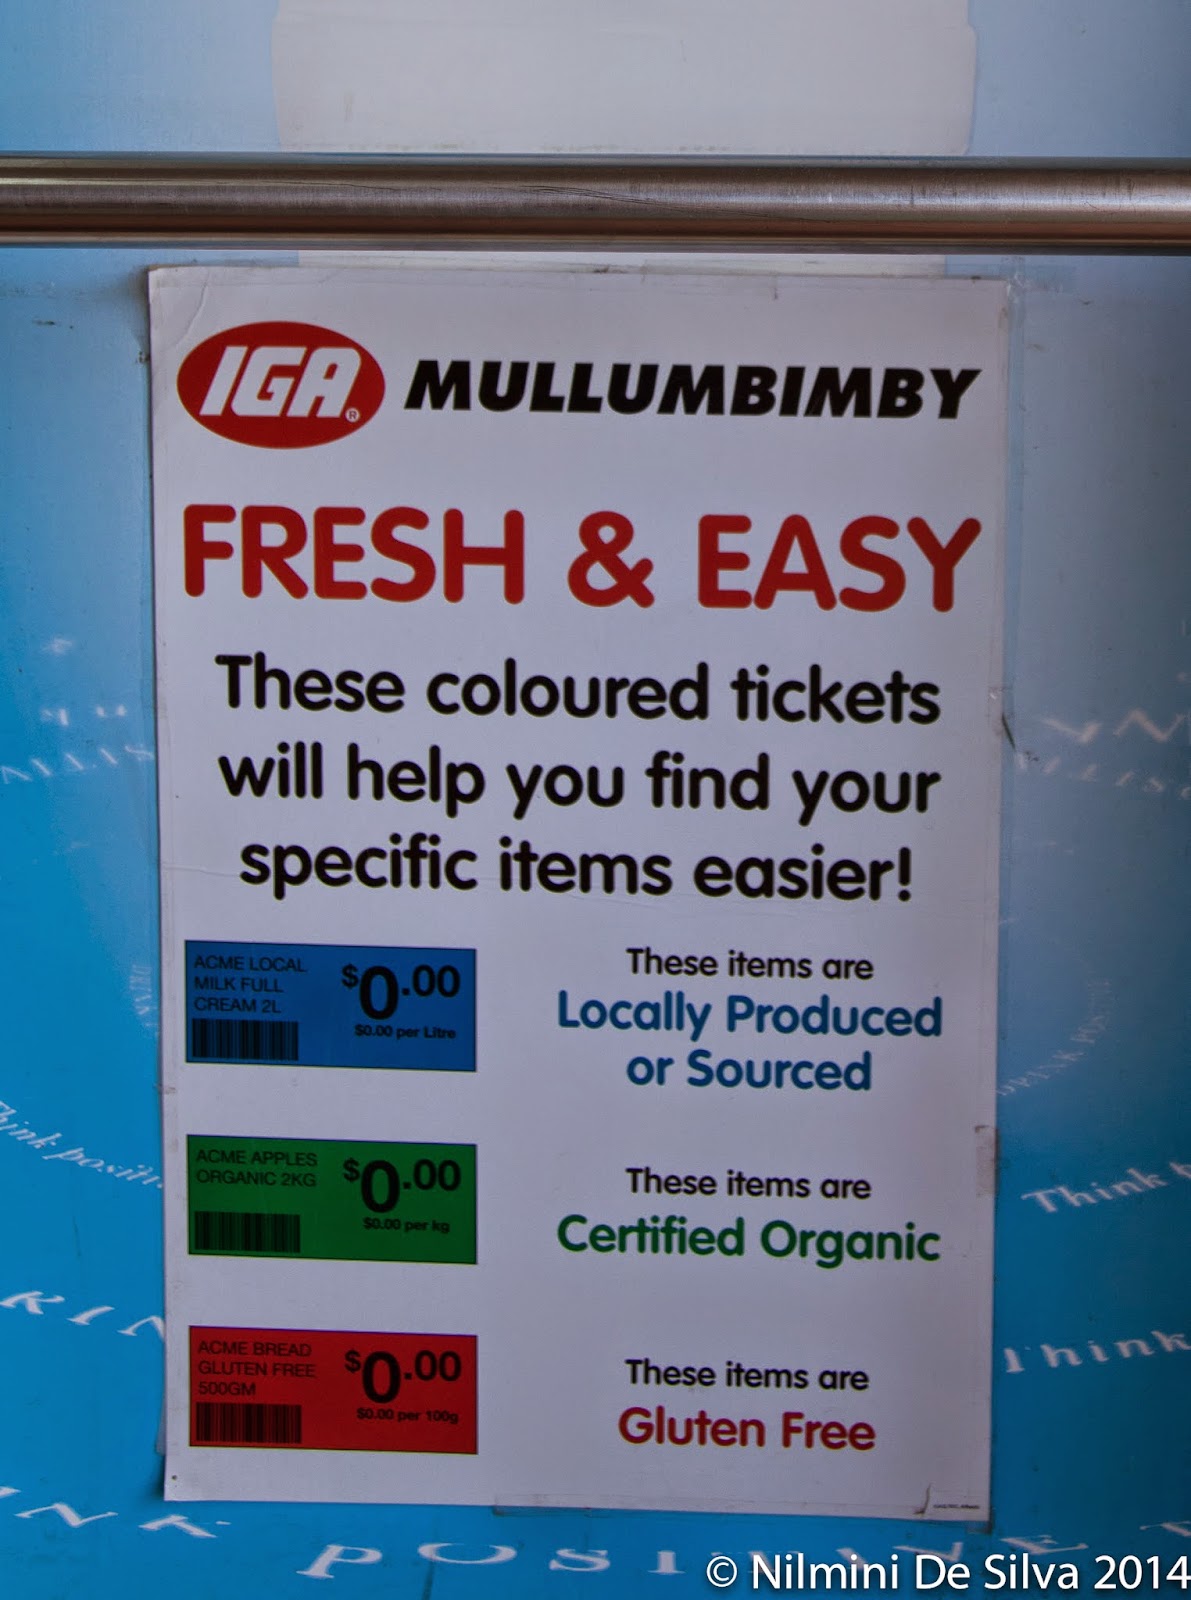 IGA®
MULLUMBIMBY
FRESH & EASY
These coloured tickets
will help you find your
specific items easier!
ACME LOCAL
MILK FULL
CREAM 2L
$0.00
$0.00 per Litre
These items are
Locally Produced
or Sourced
ACME APPLES
ORGANIC 2KG
$0.00
$0.00 per kg
These items are
Certified Organic
ACME BREAD
GLUTEN FREE
500GM
$0.00
$0.00 per 100g
These items are
Gluten Free
Think
Think
POSITIVE
© Nilmini De Silva 2014